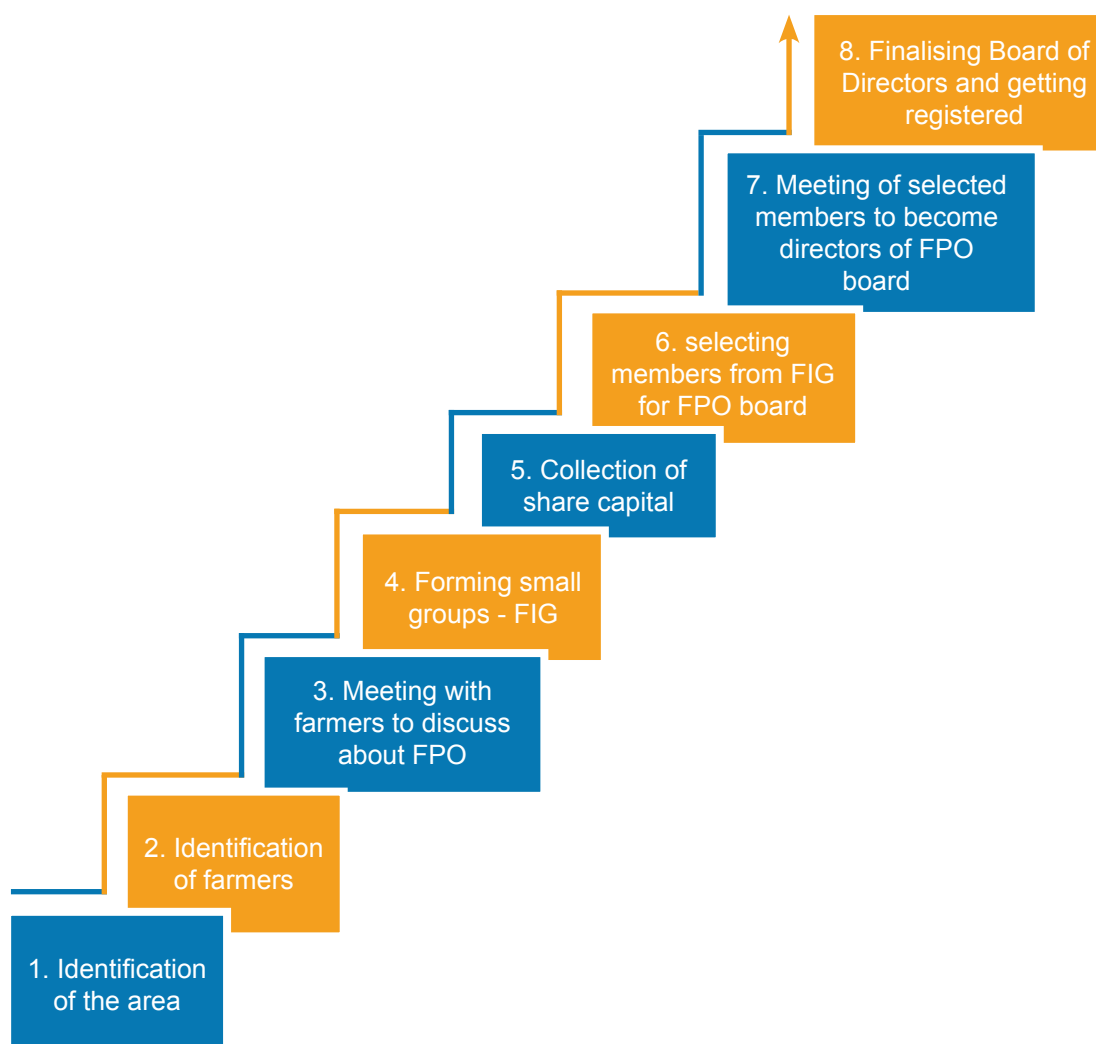 8. Finalising Board of
Directors and getting
registered
7. Meeting of selected
members to become
directors of FPO
board
6. selecting
members from FIG
for FPO board
5. Collection of
share capital
4. Forming small
groups - FIG
3. Meeting with
farmers to discuss
about FPO
2. Identification
of farmers
1. Identification
of the area